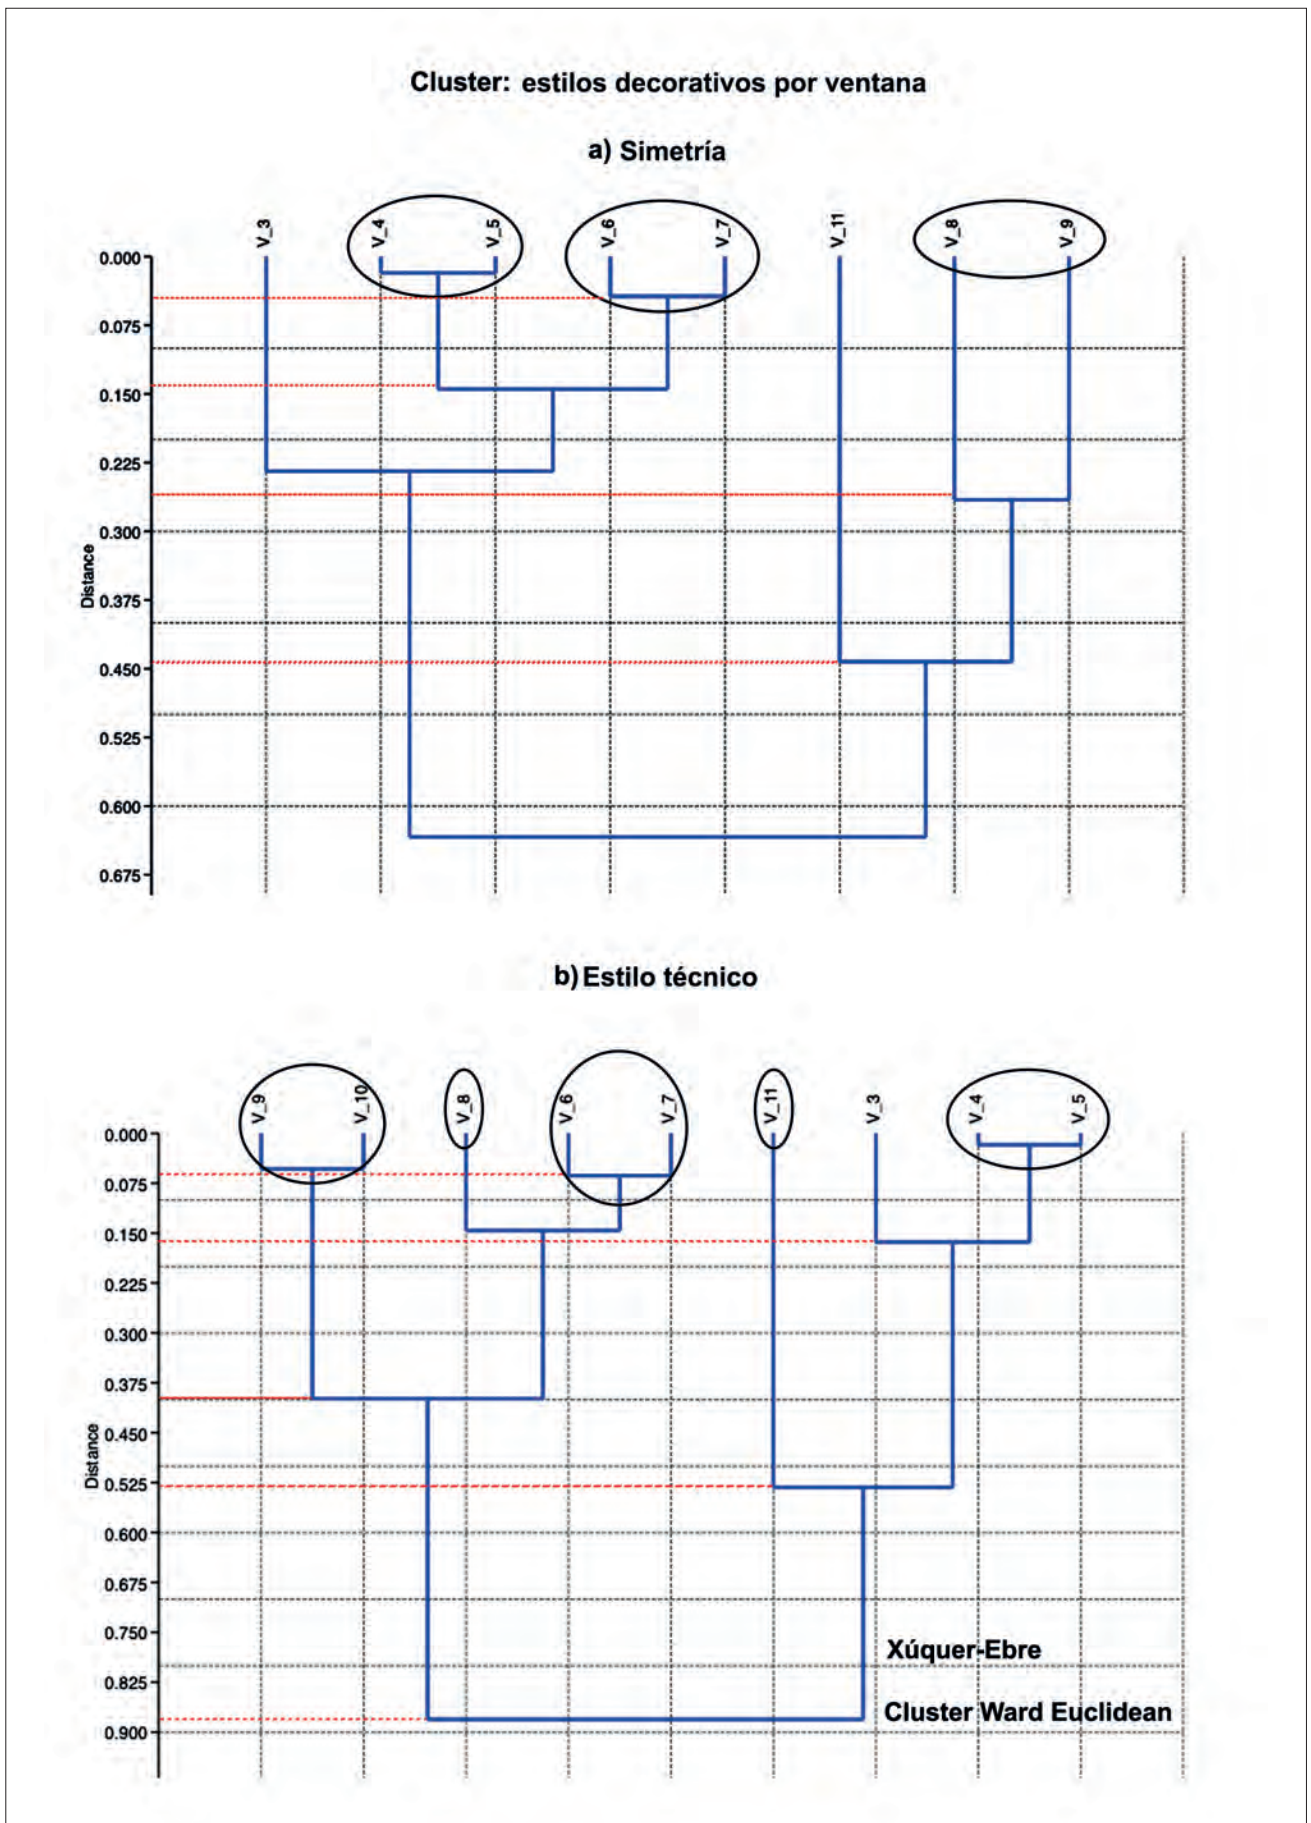 Cluster: estilos decorativos por ventana
a) Simetría
V_3
V_4
V_5
V_6
V_7
V_11
V_8
V_9
0.000
0.075
0.150
0.225
0.300
0.375
0.450
0.525
0.600
0.675
Distance
b) Estilo técnico
V_9
V_10
V_8
V_6
V_7
V_11
V_3
V_4
V_5
0.000
0.075
0.150
0.225
0.300
0.375
0.450
0.525
0.600
0.675
0.750
0.825
0.900
Distance
Xúquer-Ebre
Cluster Ward Euclidean